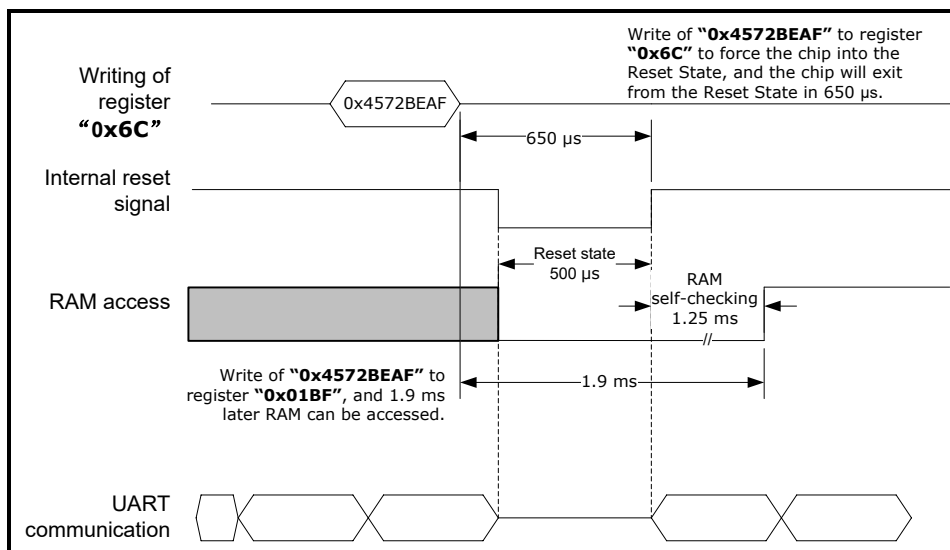 Write of “0x4572BEAF” to register
“0x6C” to force the chip into the
Reset State, and the chip will exit
from the Reset State in 650 µs.
Writing of
register
“0x6C”
0x4572BEAF
650 µs
Internal reset
signal
Reset state
500 µs
RAM access
RAM
self-checking
1.25 ms
//
Write of “0x4572BEAF” to
register “0x01BF”, and 1.9 ms
later RAM can be accessed.
1.9 ms
UART
communication